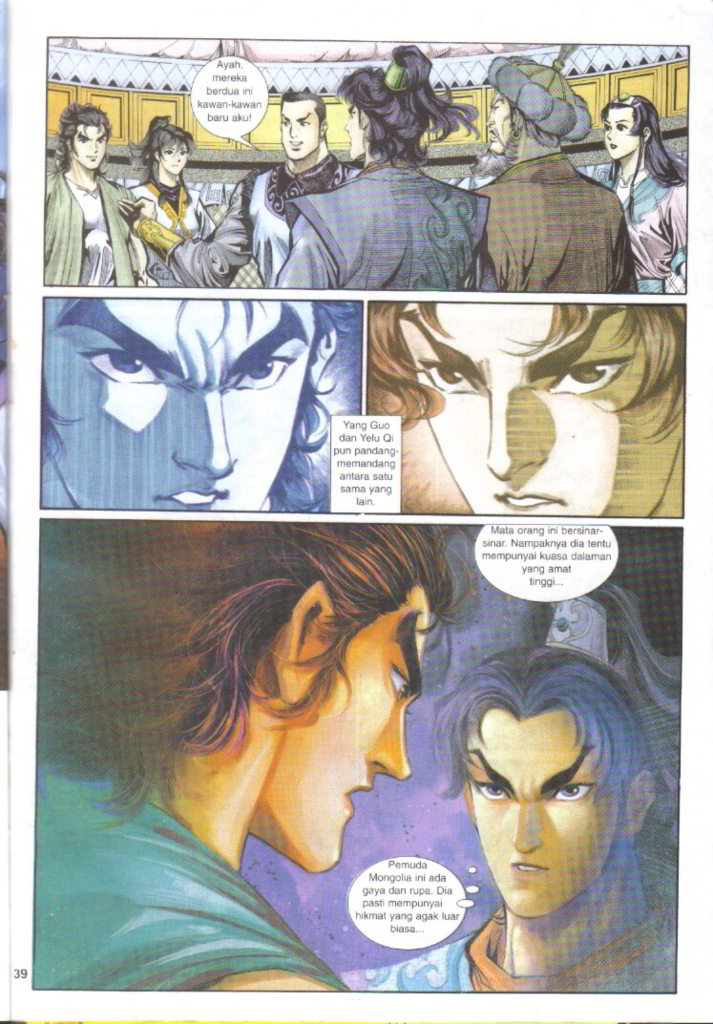 Ayah,
mereka
berdua ini
kawan-kawan
baru aku!
Yang Guo
dan Yelu Qi
pun pandang-
memandang
antara satu
sama yang
lain.
Mata orang ini bersinar-
sinar. Nampaknya dia tentu
mempunyai kuasa dalaman
yang amat
tinggi...
Pemuda
Mongolia ini ada
gaya dan rupa. Dia
pasti mempunyai
hikmat yang agak luar
biasa...
39